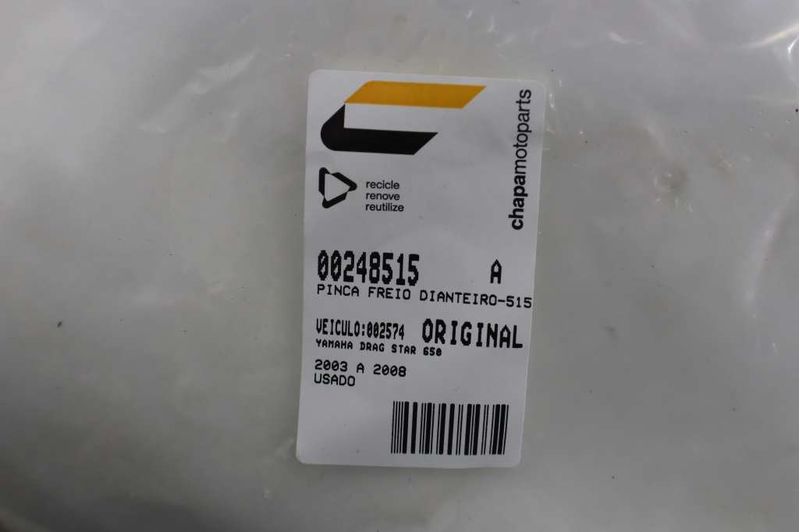 chapamotoparts
recicle
renove
reutilize
00248515 A
PINCA FREIO DIANTEIRO-515
VEICULO:002574 ORIGINAL
YAMAHA DRAG STAR 650
2003 A 2008
USADO